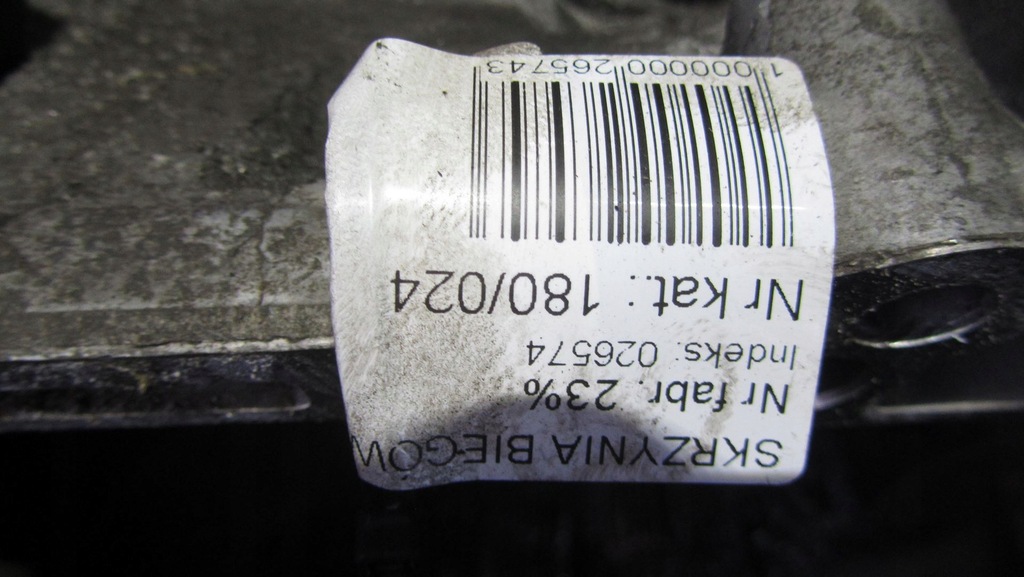 SKRZYNIA BIEGÓW
Nr fabr. 23%
Indeks: 026574
Nr kat.: 180/024
1000000265743